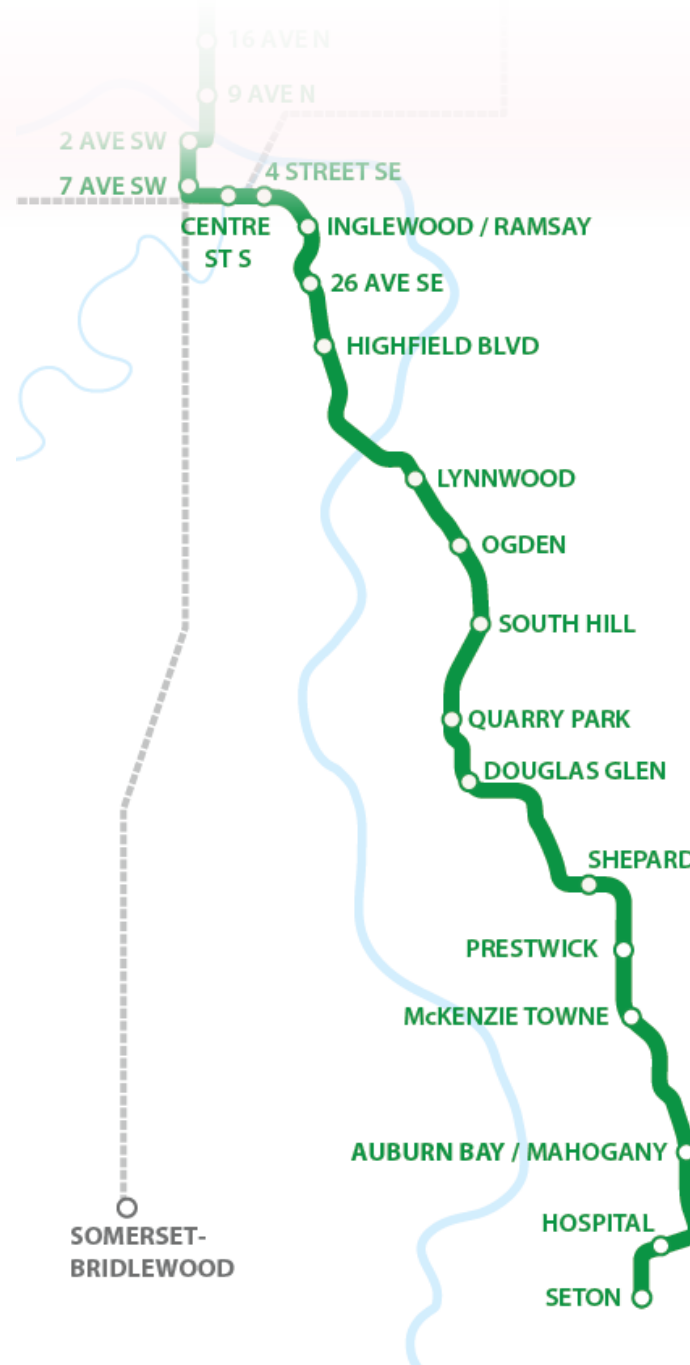 16 AVE N
9 AVE N
2 AVE SW
4 STREET SE
7 AVE SW
CENTRE
ST S
INGLEWOOD / RAMSAY
26 AVE SE
HIGHFIELD BLVD
LYNNWOOD
OGDEN
SOUTH HILL
QUARRY PARK
DOUGLAS GLEN
SHEPARD
PRESTWICK
McKENZIE TOWNE
AUBURN BAY / MAHOGANY
HOSPITAL
SOMERSET-
BRIDLEWOOD
SETON